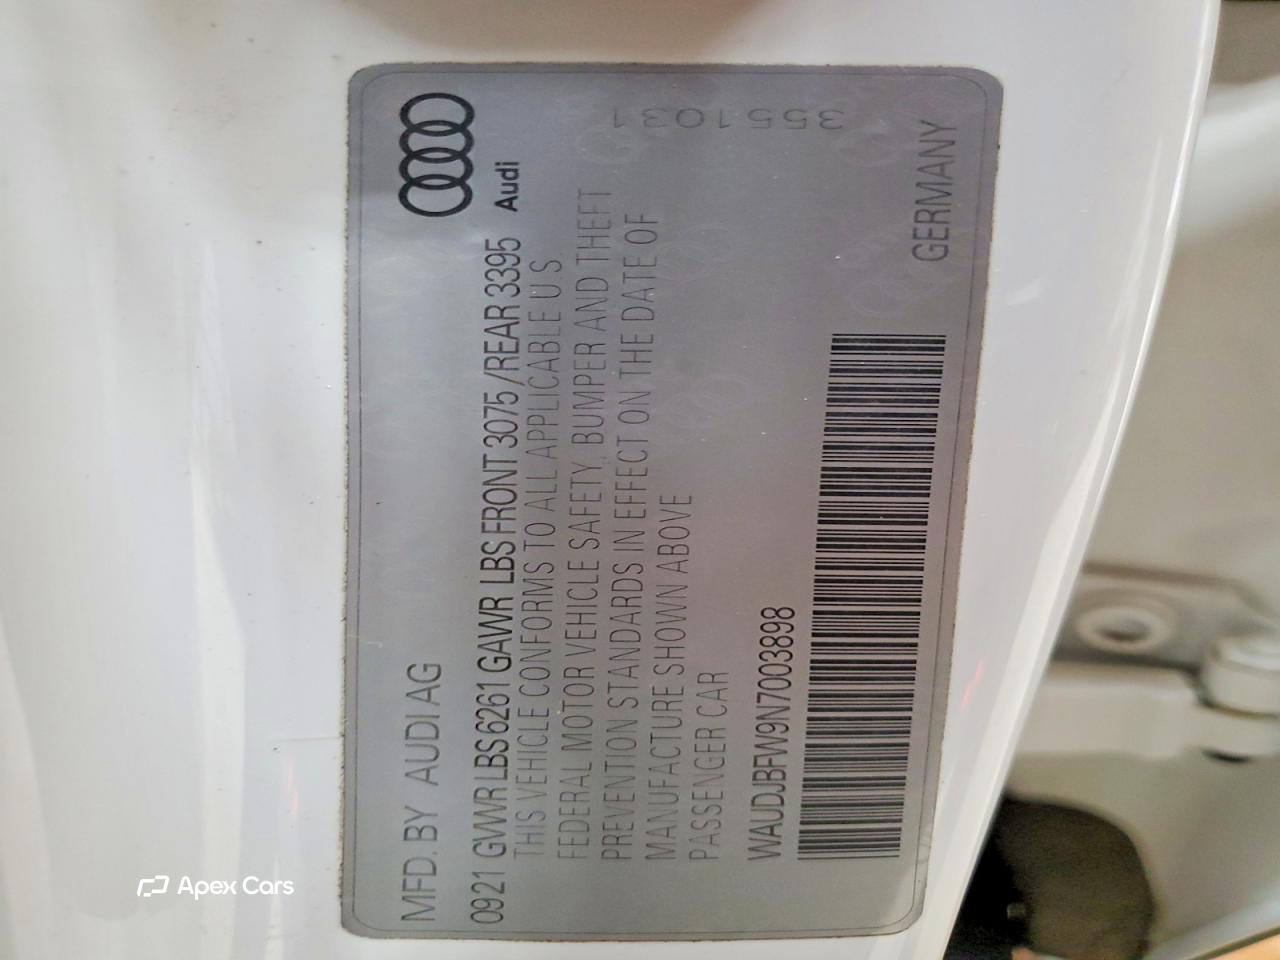 MFD. BY AUDI AG
0921 GVWR LBS 6261 GAWR LBS FRONT 3075 / REAR 3395
Audi
THIS VEHICLE CONFORMS TO ALL APPLICABLE U.S.
FEDERAL MOTOR VEHICLE SAFETY, BUMPER AND THEFT
PREVENTION STANDARDS IN EFFECT ON THE DATE OF
MANUFACTURE SHOWN ABOVE
PASSENGER CAR
3551031
WAUDJBFW9N7003898
GERMANY
Apex Cars